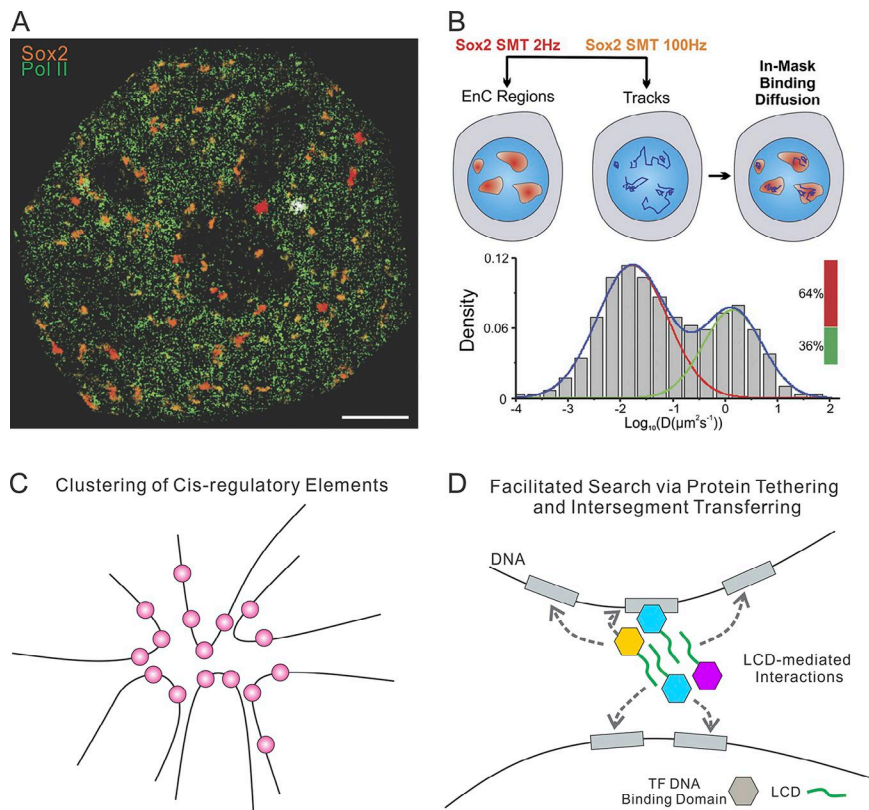 A
Sox2
Pol II
B
Sox2 SMT 2Hz
Sox2 SMT 100Hz
EnC Regions
Tracks
In-Mask
Binding
Diffusion
0.12
0.06
0
Density
-4
-3
-2
-1
0
1
2
Log₁₀(D(µm²s⁻¹))
64%
36%
C
Clustering of Cis-regulatory Elements
D
Facilitated Search via Protein Tethering
and Intersegment Transferring
DNA
LCD-mediated
Interactions
TF DNA
Binding Domain
LCD